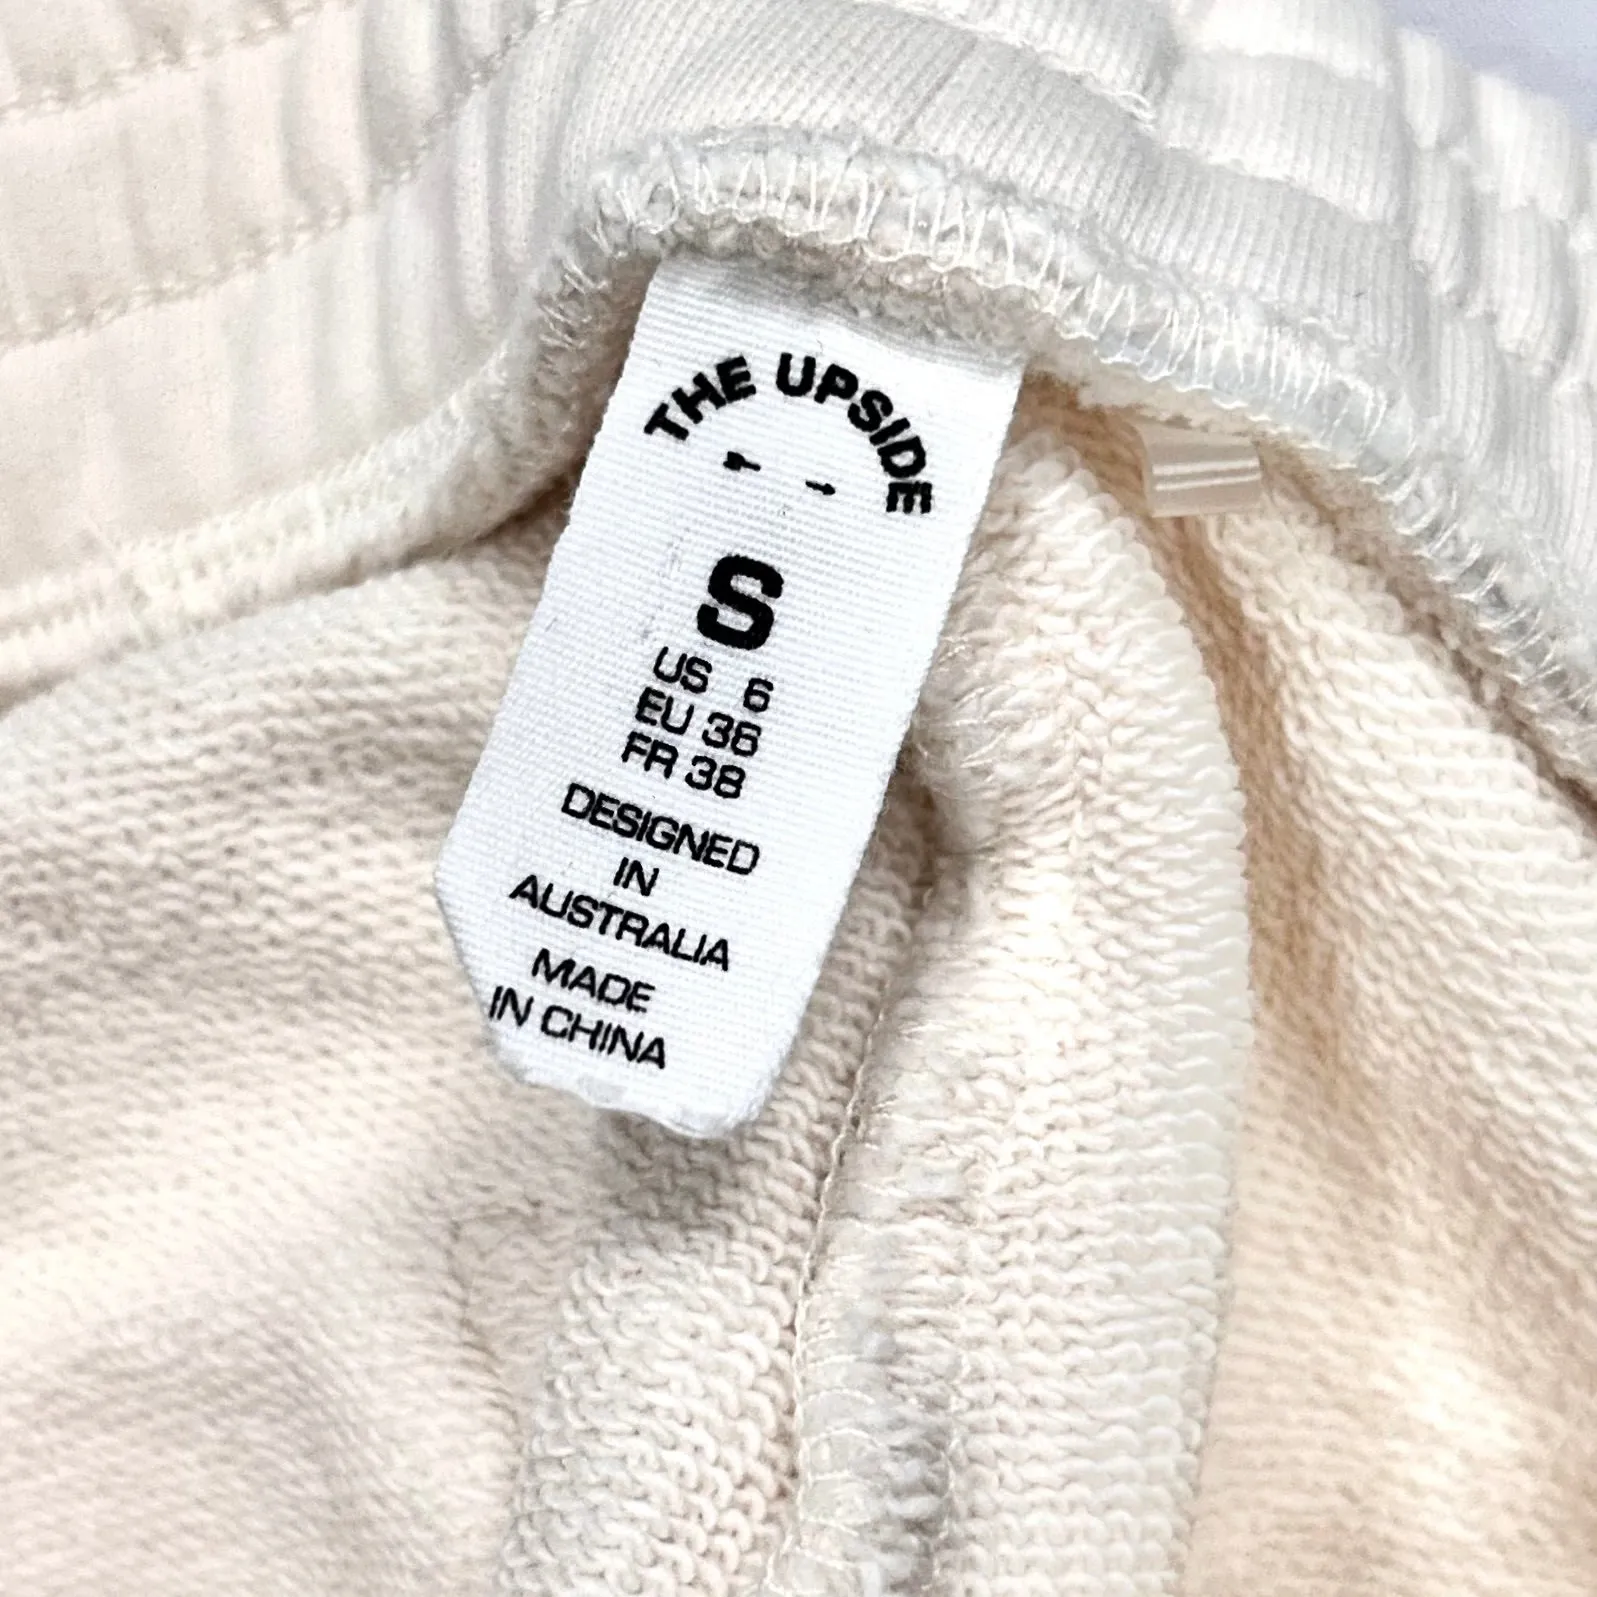 THE UPSIDE
S
US 6
EU 36
FR 38
DESIGNED
IN
AUSTRALIA
MADE
IN CHINA